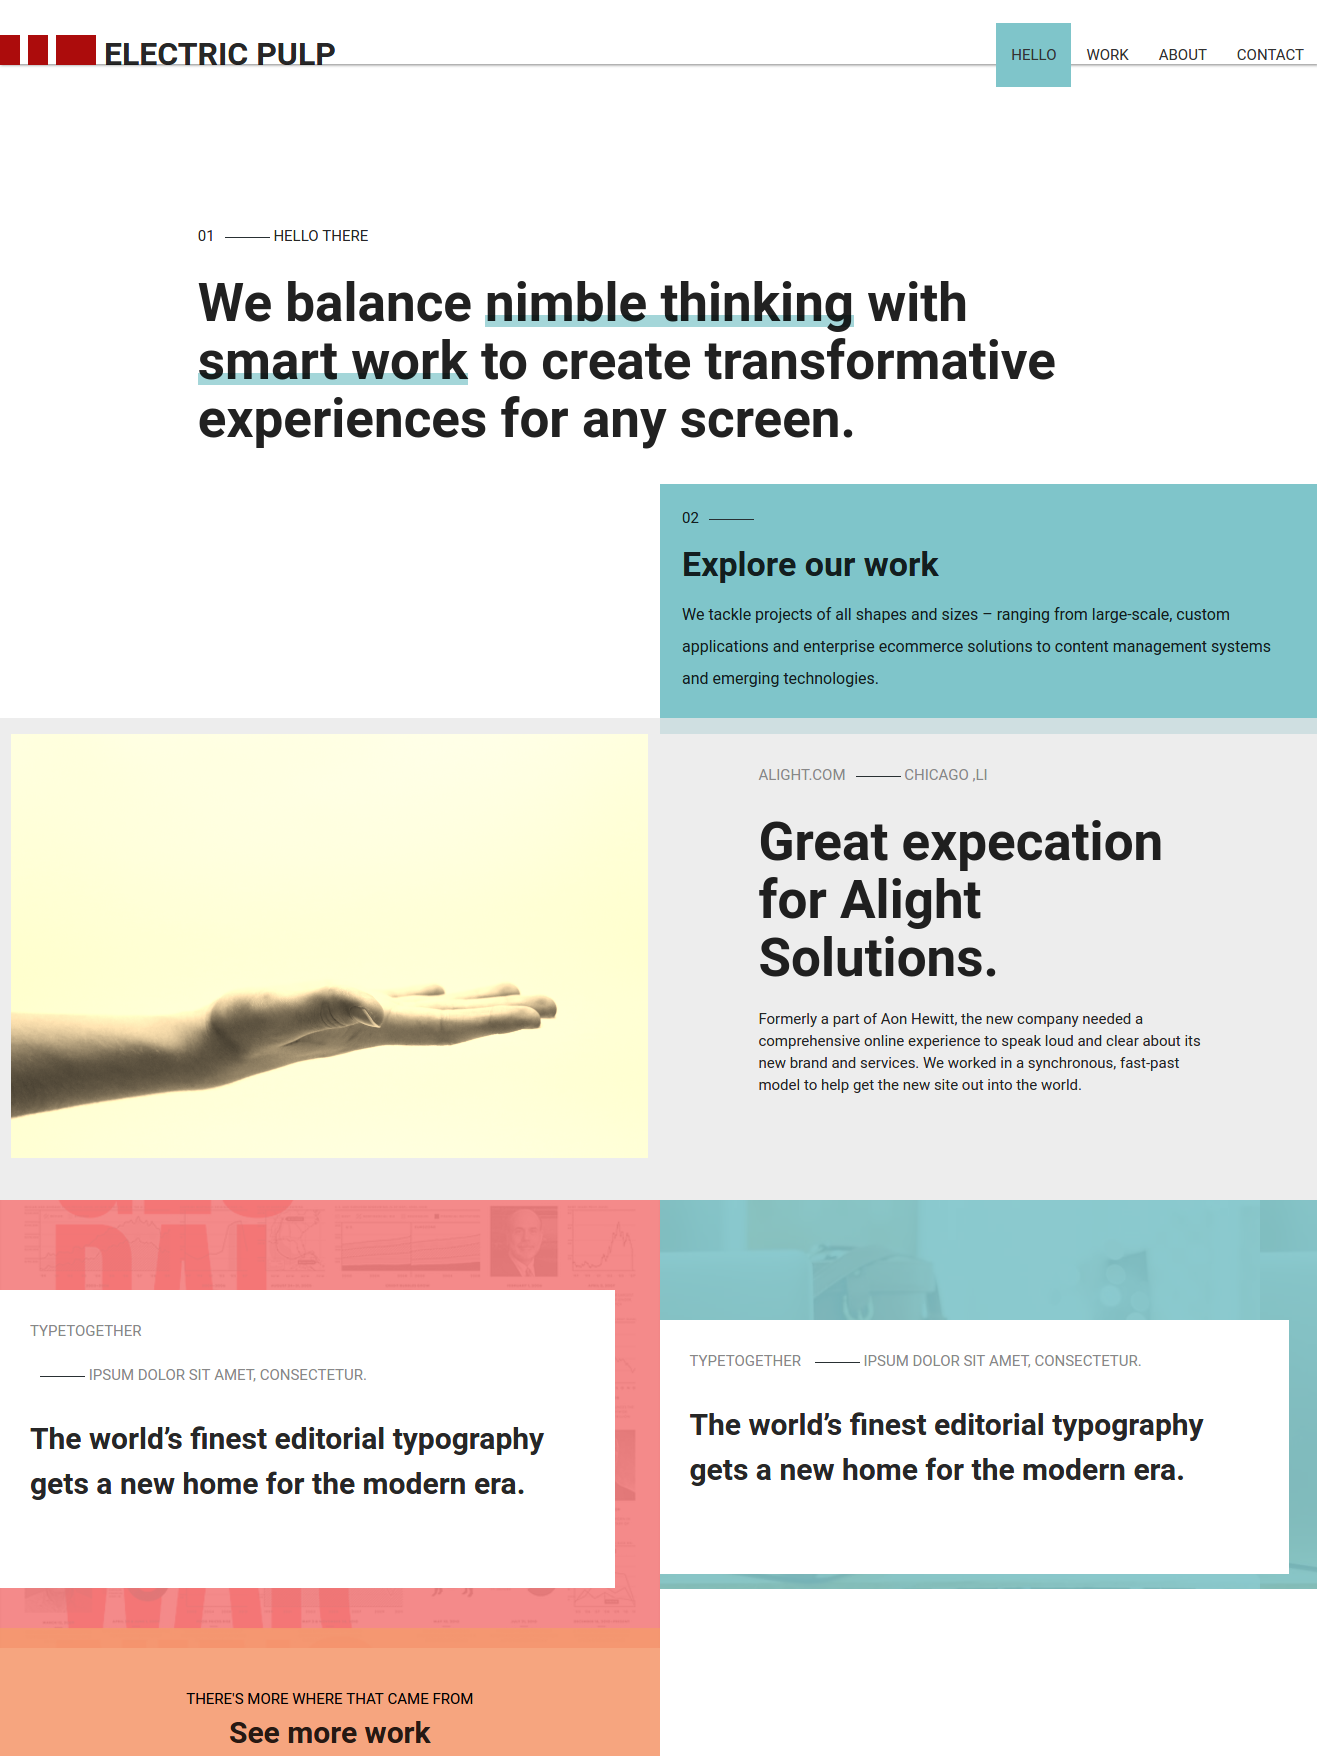 ELECTRIC PULP
HELLO WORK ABOUT CONTACT
01 HELLO THERE
We balance nimble thinking with
smart work to create transformative
experiences for any screen.
02
Explore our work
We tackle projects of all shapes and sizes – ranging from large-scale, custom
applications and enterprise ecommerce solutions to content management systems
and emerging technologies.
ALIGHT.COM CHICAGO ,LI
Great expecation
for Alight
Solutions.
Formerly a part of Aon Hewitt, the new company needed a
comprehensive online experience to speak loud and clear about its
new brand and services. We worked in a synchronous, fast-past
model to help get the new site out into the world.
TYPETOGETHER
IPSUM DOLOR SIT AMET, CONSECTETUR.
The world’s finest editorial typography
gets a new home for the modern era.
TYPETOGETHER IPSUM DOLOR SIT AMET, CONSECTETUR.
The world’s finest editorial typography
gets a new home for the modern era.
THERE'S MORE WHERE THAT CAME FROM
See more work